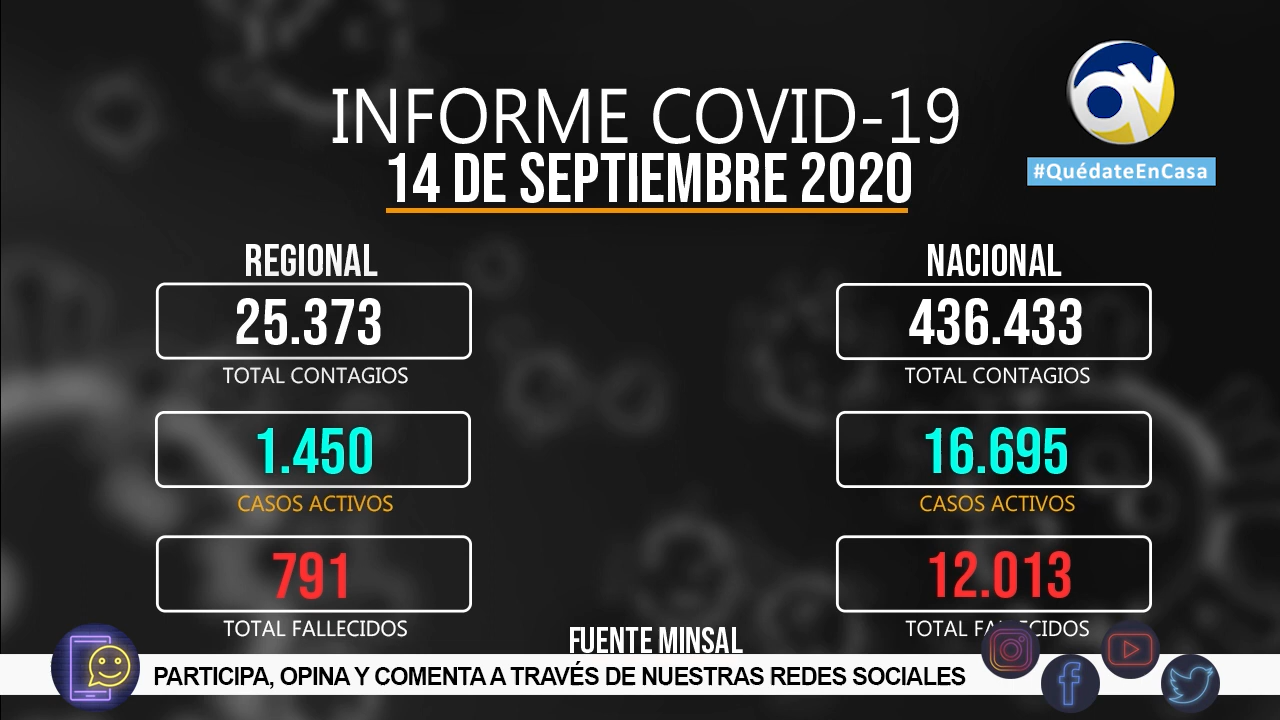 INFORME COVID-19
14 DE SEPTIEMBRE 2020
#QuédateEnCasa
REGIONAL
25.373
TOTAL CONTAGIOS
1.450
CASOS ACTIVOS
791
TOTAL FALLECIDOS
NACIONAL
436.433
TOTAL CONTAGIOS
16.695
CASOS ACTIVOS
12.013
TOTAL FALLECIDOS
FUENTE MINSAL
PARTICIPA, OPINA Y COMENTA A TRAVÉS DE NUESTRAS REDES SOCIALES